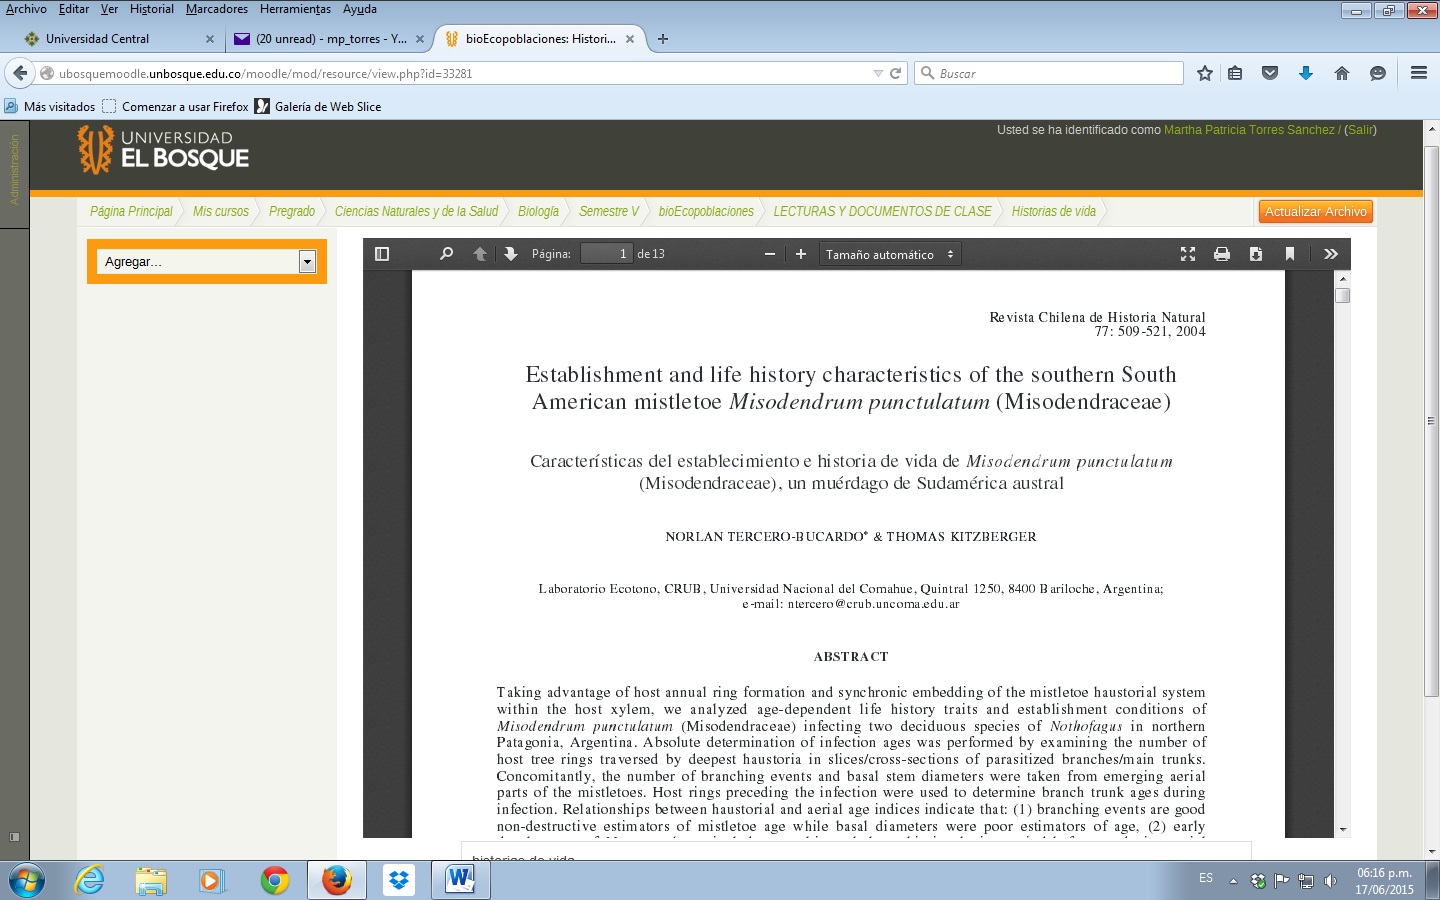 Archivo Editar Ver Historial Marcadores Herramientas Ayuda
Universidad Central
(20 unread) - mp_torres - Y...
bioEcopoblaciones: Histori...
ubosquemoodle.unbosque.edu.co/moodle/mod/resource/view.php?id=33281
Buscar
Más visitados Comenzar a usar Firefox Galería de Web Slice
Administración
UNIVERSIDAD
EL BOSQUE
Usted se ha identificado como Martha Patricia Torres Sánchez / (Salir)
Página Principal Mis cursos Pregrado Ciencias Naturales y de la Salud Biología Semestre V bioEcopoblaciones LECTURAS Y DOCUMENTOS DE CLASE Historias de vida
Actualizar Archivo
Agregar...
Página: 1 de 13
Tamaño automático
Revista Chilena de Historia Natural
77: 509-521, 2004
Establishment and life history characteristics of the southern South
American mistletoe Misodendrum punctulatum (Misodendraceae)
Características del establecimiento e historia de vida de Misodendrum punctulatum
(Misodendraceae), un muérdago de Sudamérica austral
NORLAN TERCERO-BUCARDO* & THOMAS KITZBERGER
Laboratorio Ecotono, CRUB, Universidad Nacional del Comahue, Quintral 1250, 8400 Bariloche, Argentina;
e-mail: ntercero@crub.uncoma.edu.ar
ABSTRACT
Taking advantage of host annual ring formation and synchronic embedding of the mistletoe haustorial system
within the host xylem, we analyzed age-dependent life history traits and establishment conditions of
Misodendrum punctulatum (Misodendraceae) infecting two deciduous species of Nothofagus in northern
Patagonia, Argentina. Absolute determination of infection ages was performed by examining the number of
host tree rings traversed by deepest haustoria in slices/cross-sections of parasitized branches/main trunks.
Concomitantly, the number of branching events and basal stem diameters were taken from emerging aerial
parts of the mistletoes. Host rings preceding the infection were used to determine branch trunk ages during
infection. Relationships between haustorial and aerial age indices indicate that: (1) branching events are good
non-destructive estimators of mistletoe age while basal diameters were poor estimators of age, (2) early
historias de vida
ES
06:16 p.m.
17/06/2015